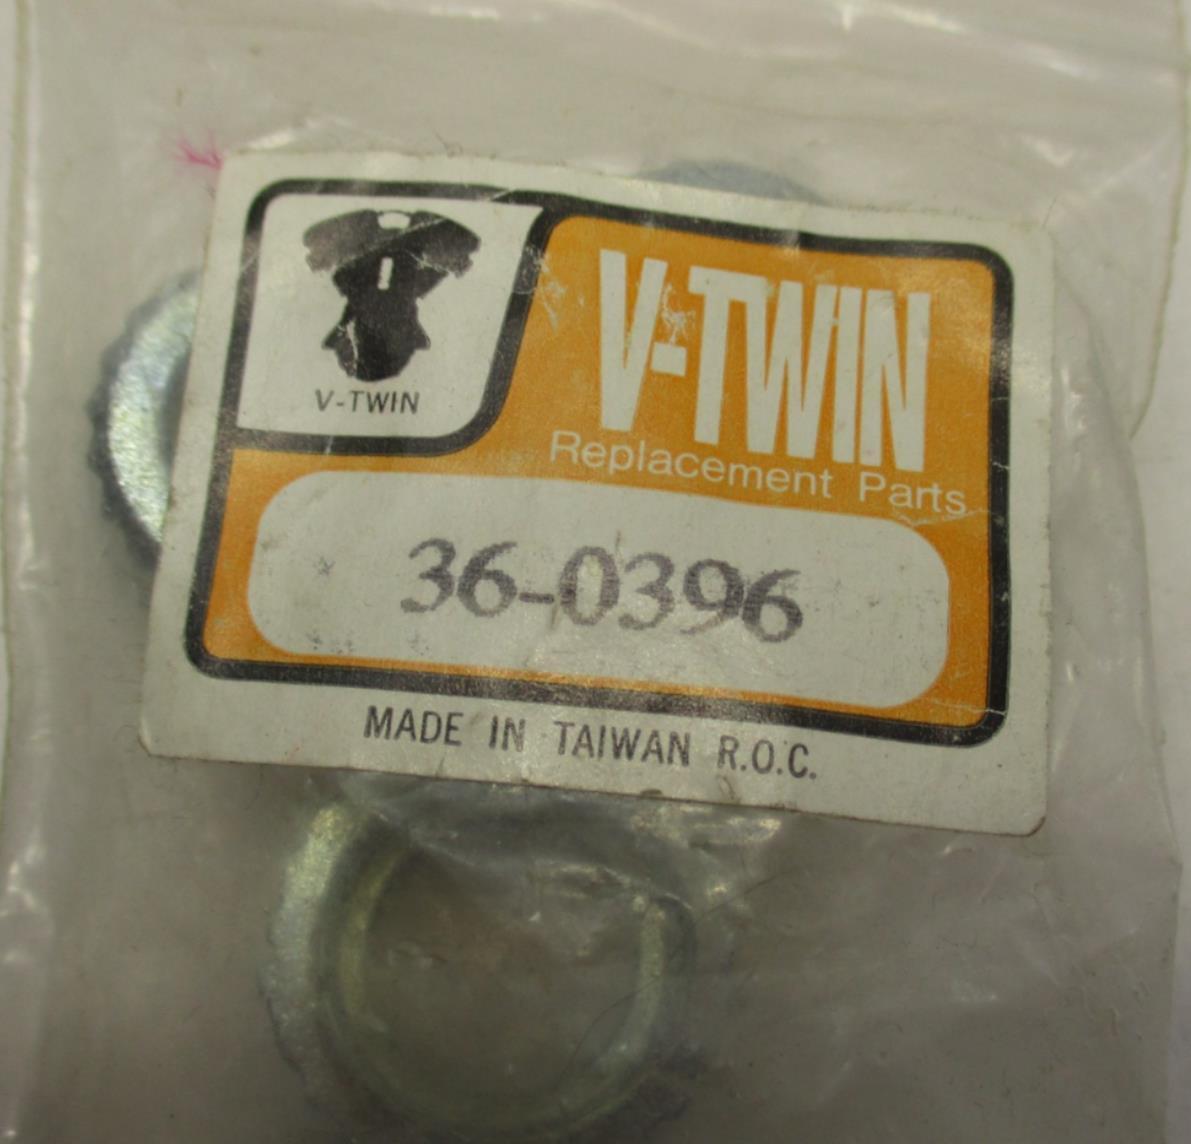 V-TWIN
V-TWIN
Replacement Parts
36-0396
MADE IN TAIWAN R.O.C.